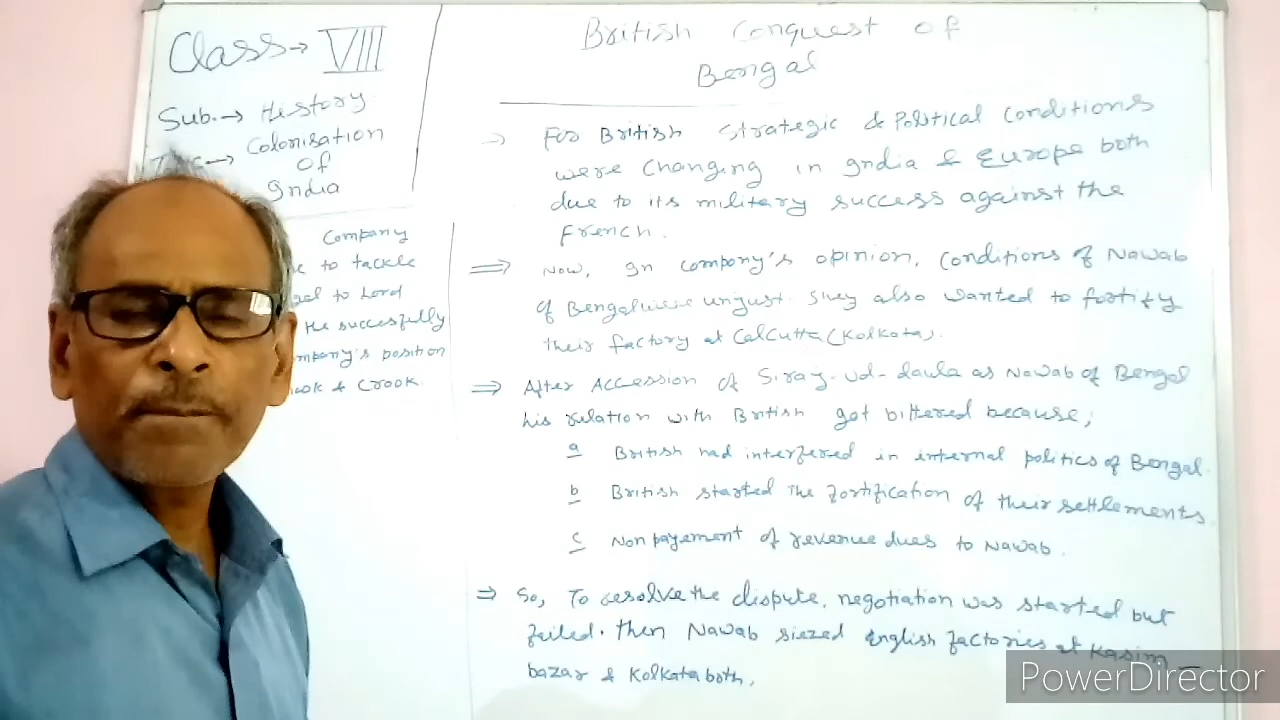 Class → VIII
Sub. → History
→ Colonisation
of
India
Company
to tackle
to Lord
He succesfully
company's position
& Crook
British Conquest of
Bengal
→ For British Strategic & Political Conditions
were changing in India & Europe both
due to its military success against the
French.
⇒ Now, In company's opinion, conditions of Nawab
of Bengal were unjust. They also wanted to fortify
their factory at Calcutta (Kolkata).
⇒ After Accession of Siraj-ud-daula as Nawab of Bengal
his relation with British got bittered because;
a British had interfered in internal politics of Bengal.
b British started the fortification of their settlements.
c Non payement of revenue dues to Nawab.
⇒ So, To resolve the dispute, negotiation was started but
failed. Then Nawab siezed English factories at Kasim-
bazar & Kolkata both.
PowerDirector